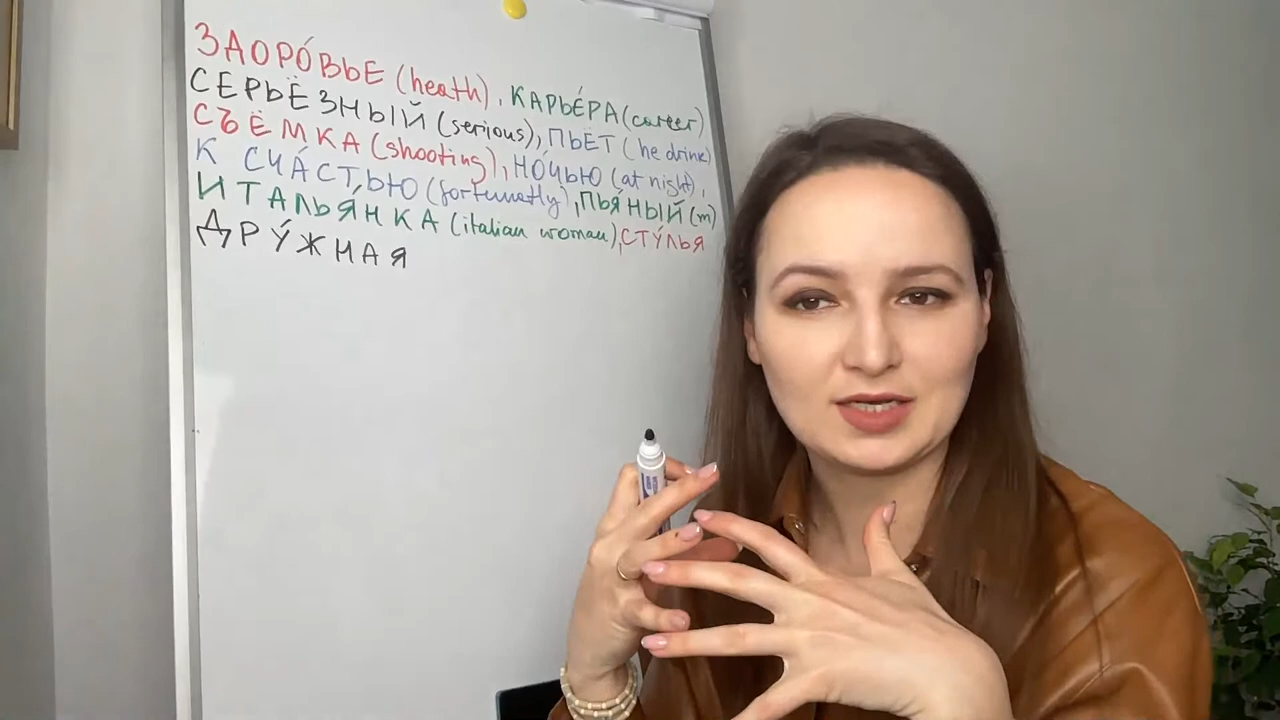 ЗДОРО́ВЬЕ (heath), КАРЬЕ́РА (career)
СЕРЬЁЗНЫЙ (serious), ПЬЁТ (he drink)
СЪЁМКА (shooting), НО́ЧЬЮ (at night),
К СЧА́СТЬЮ (fortunatly), ПЬЯ́НЫЙ (m)
ИТАЛЬЯ́НКА (italian woman), СТУ́ЛЬЯ
ДРУ́ЖНАЯ